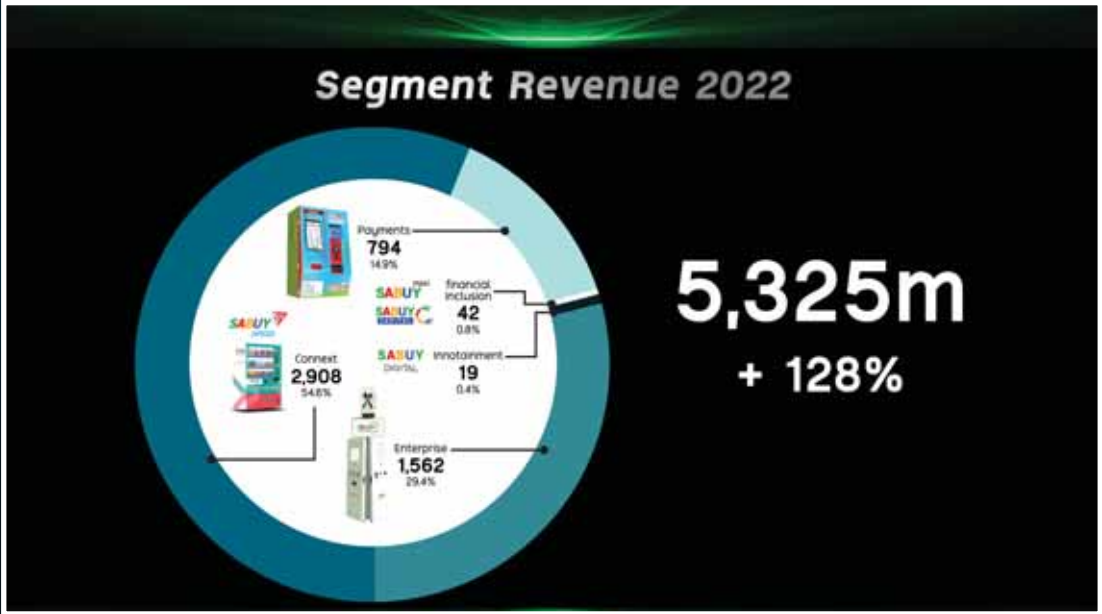 Segment Revenue 2022
Payments
794
14.9%
SABUY
financial
inclusion
SABUY
42
0.8%
SABUY
Connext
2,908
54.6%
SABUY
innotainment
19
0.4%
Enterprise
1,562
29.4%
5,325m
+ 128%